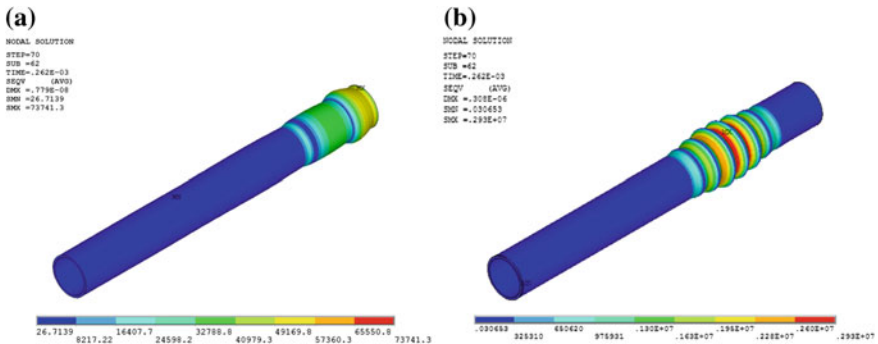 (a)
NODAL SOLUTION
STEP=70
SUB =62
TIME=.262E-03
SEQV (AVG)
DMX =.779E-08
SMN =26.7139
SMX =73741.3
26.7139 16407.7 32788.8 49169.8 65550.8
8217.22 24598.2 40979.3 57360.3 73741.3
(b)
NODAL SOLUTION
STEP=70
SUB =62
TIME=.262E-03
SEQV (AVG)
DMX =.308E-06
SMN =.030653
SMX =.293E+07
.030653 650620 .130E+07 .195E+07 .260E+07
325310 975931 .163E+07 .228E+07 .293E+07